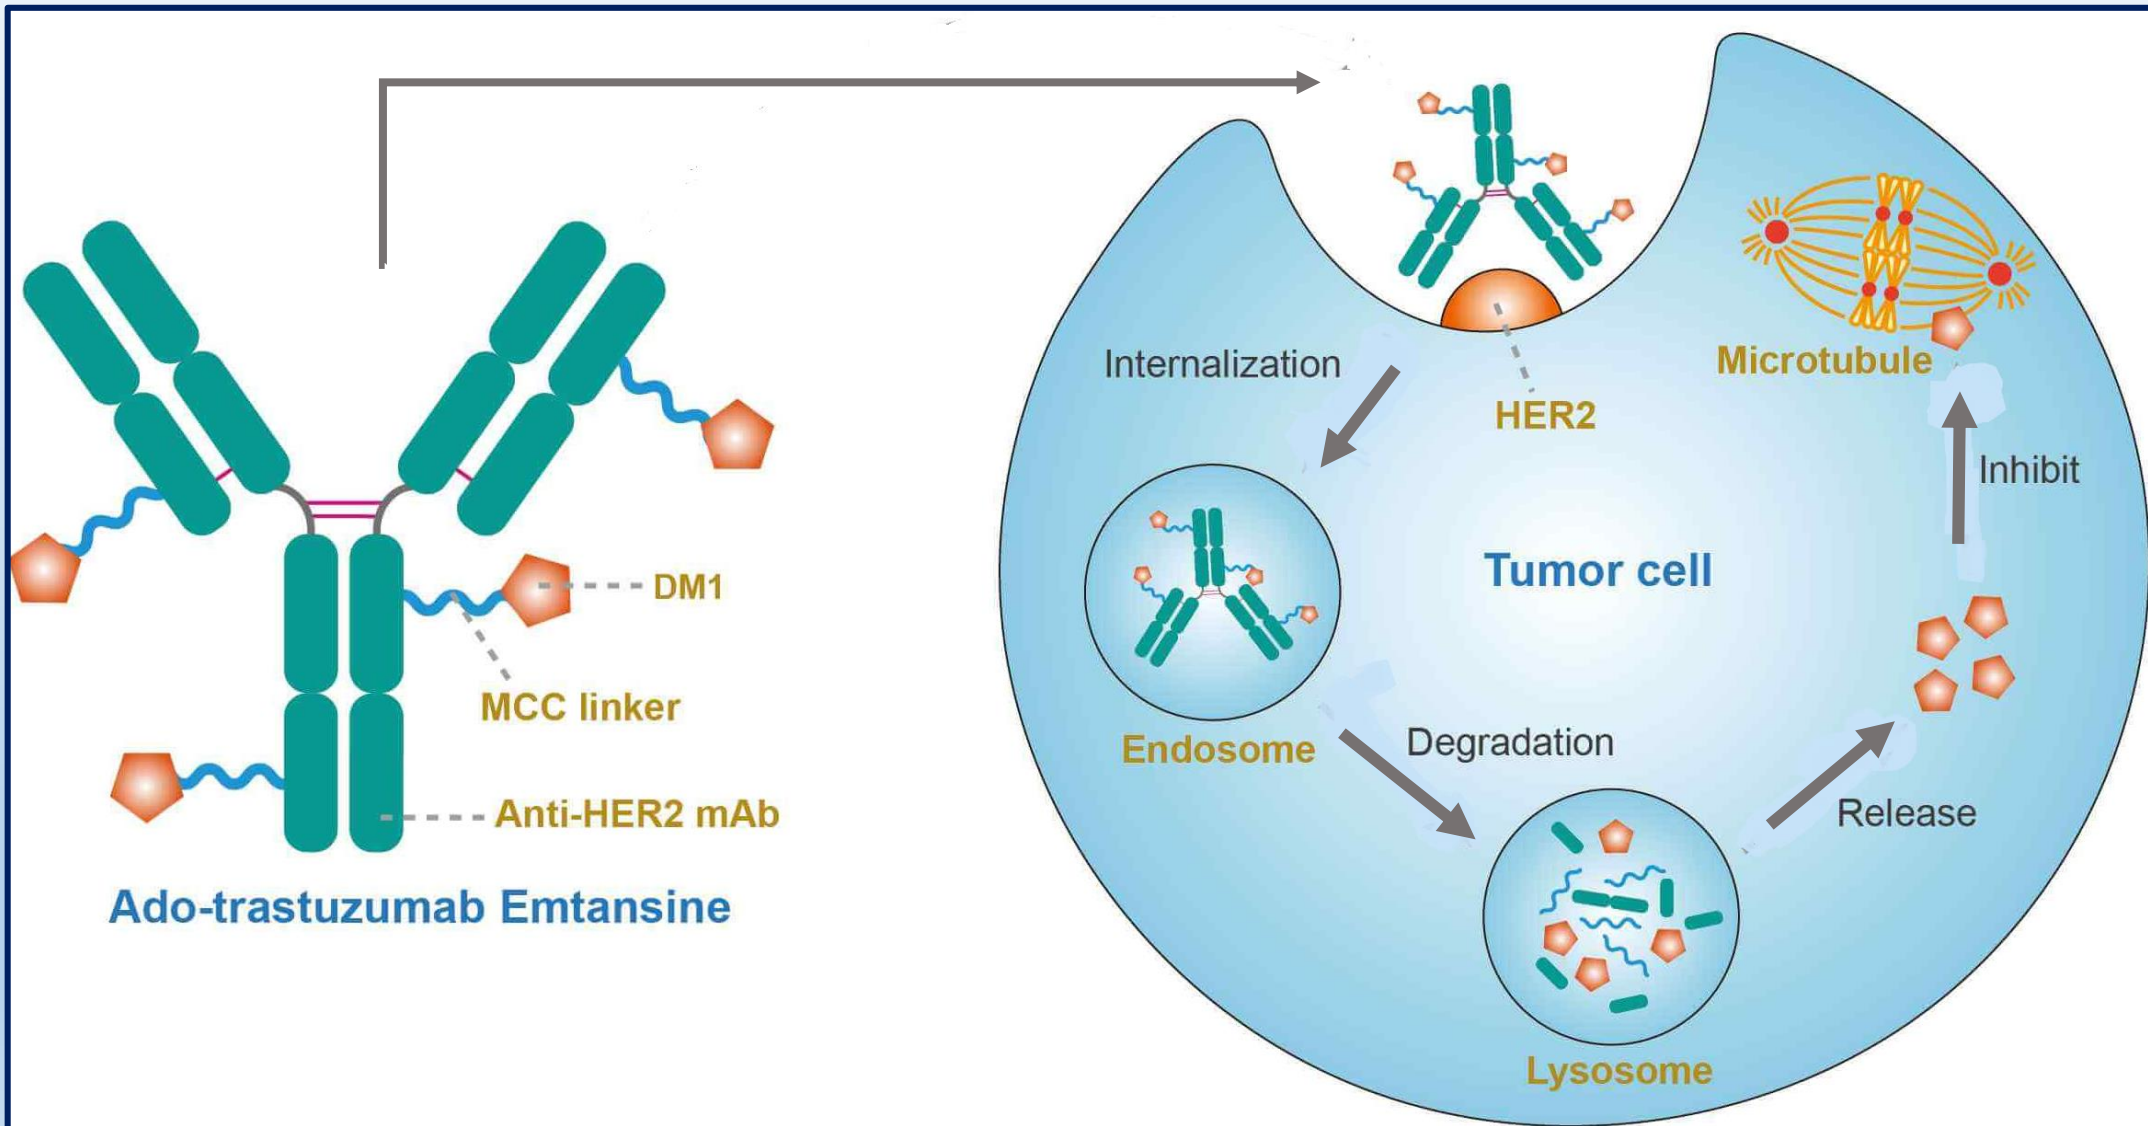 DM1
MCC linker
Anti-HER2 mAb
Ado-trastuzumab Emtansine
Internalization
HER2
Microtubule
Inhibit
Endosome
Tumor cell
Degradation
Release
Lysosome